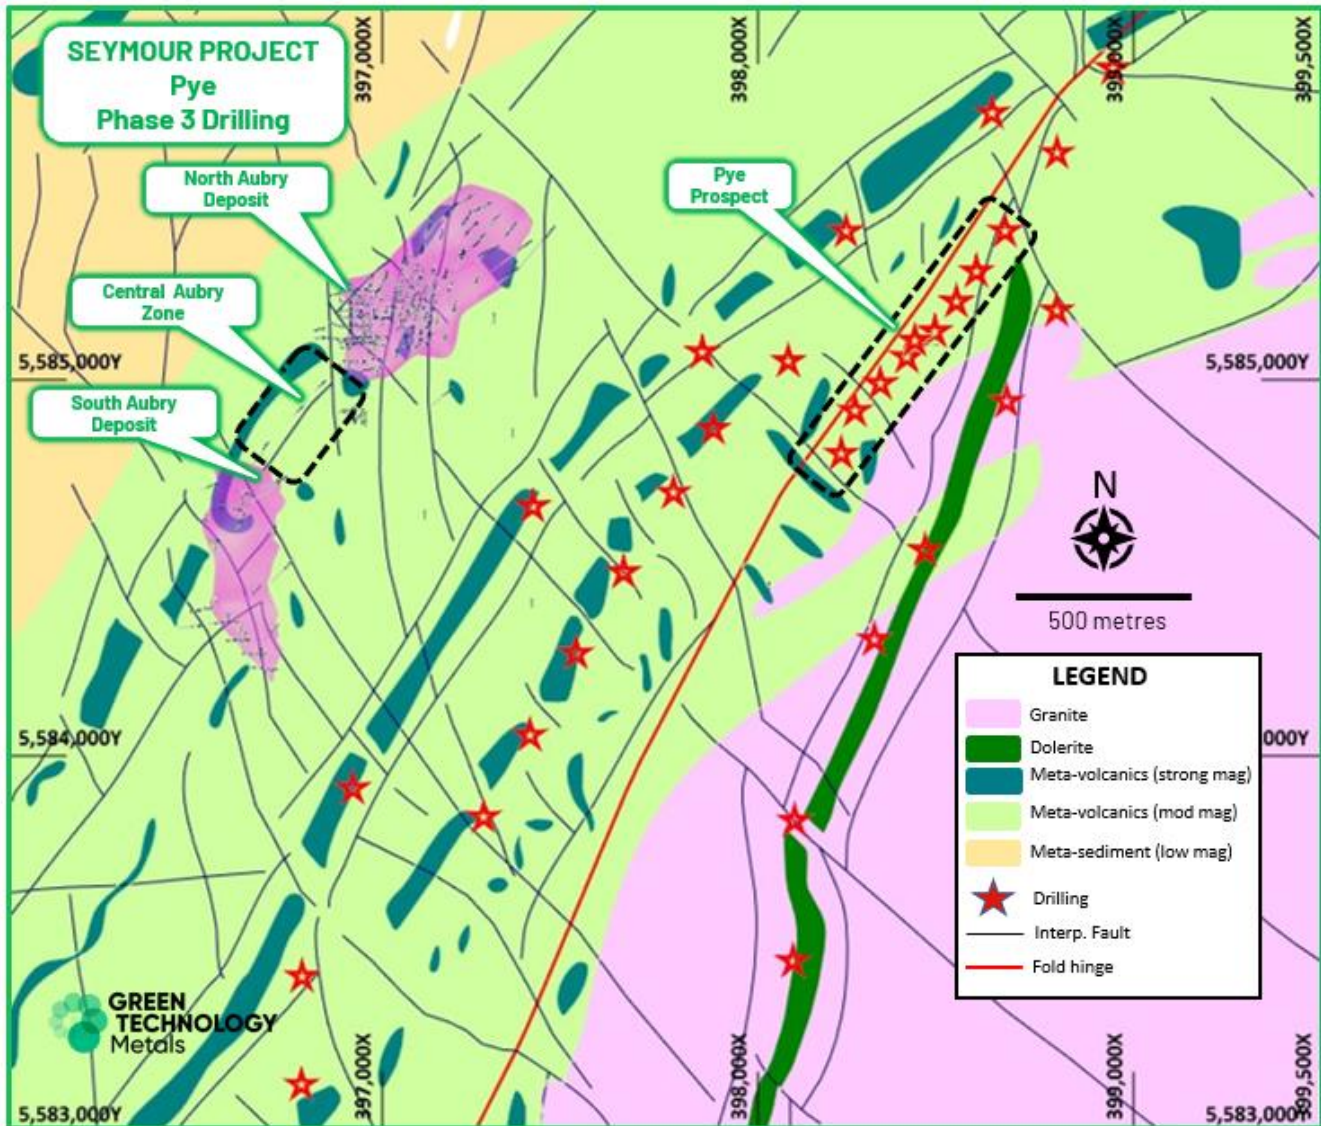 SEYMOUR PROJECT
Pye
Phase 3 Drilling
397,000X
398,000X
399,000X
399,500X
North Aubry
Deposit
Pye
Prospect
Central Aubry
Zone
5,585,000Y
5,585,000Y
South Aubry
Deposit
N
500 metres
LEGEND
Granite
Dolerite
Meta-volcanics (strong mag)
Meta-volcanics (mod mag)
Meta-sediment (low mag)
Drilling
Interp. Fault
Fold hinge
5,584,000Y
000Y
GREEN
TECHNOLOGY
Metals
397,000X
398,000X
399,000X
399,500X
5,583,000Y
5,583,000Y